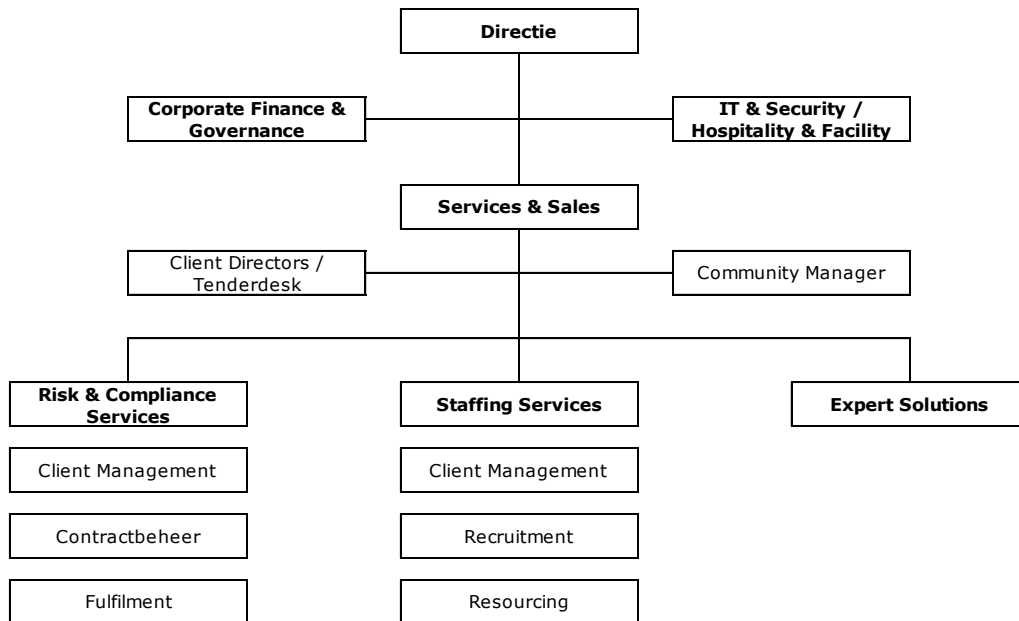 Directie
Corporate Finance &
Governance
IT & Security /
Hospitality & Facility
Services & Sales
Client Directors /
Tenderdesk
Community Manager
Risk & Compliance
Services
Staffing Services
Expert Solutions
Client Management
Client Management
Contractbeheer
Recruitment
Fulfilment
Resourcing